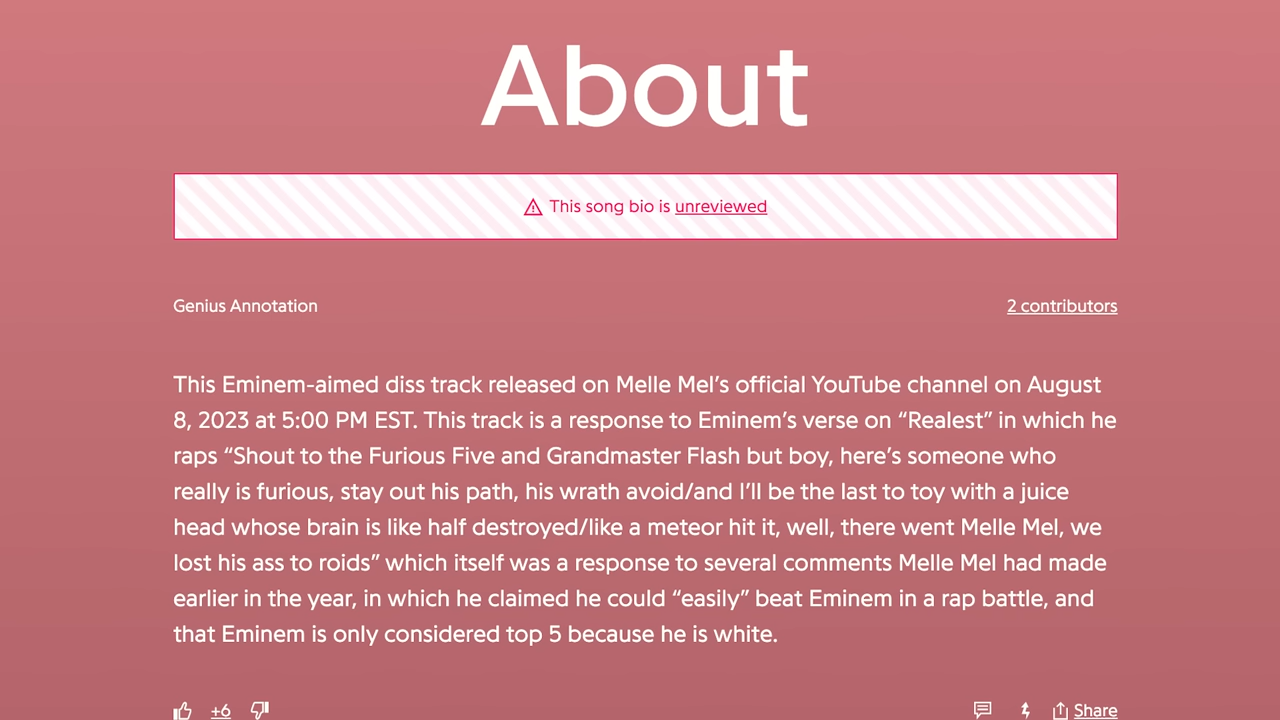 About
This song bio is unreviewed
Genius Annotation
2 contributors
This Eminem-aimed diss track released on Melle Mel’s official YouTube channel on August
8, 2023 at 5:00 PM EST. This track is a response to Eminem’s verse on “Realest” in which he
raps “Shout to the Furious Five and Grandmaster Flash but boy, here’s someone who
really is furious, stay out his path, his wrath avoid/and I’ll be the last to toy with a juice
head whose brain is like half destroyed/like a meteor hit it, well, there went Melle Mel, we
lost his ass to roids” which itself was a response to several comments Melle Mel had made
earlier in the year, in which he claimed he could “easily” beat Eminem in a rap battle, and
that Eminem is only considered top 5 because he is white.
+6
Share